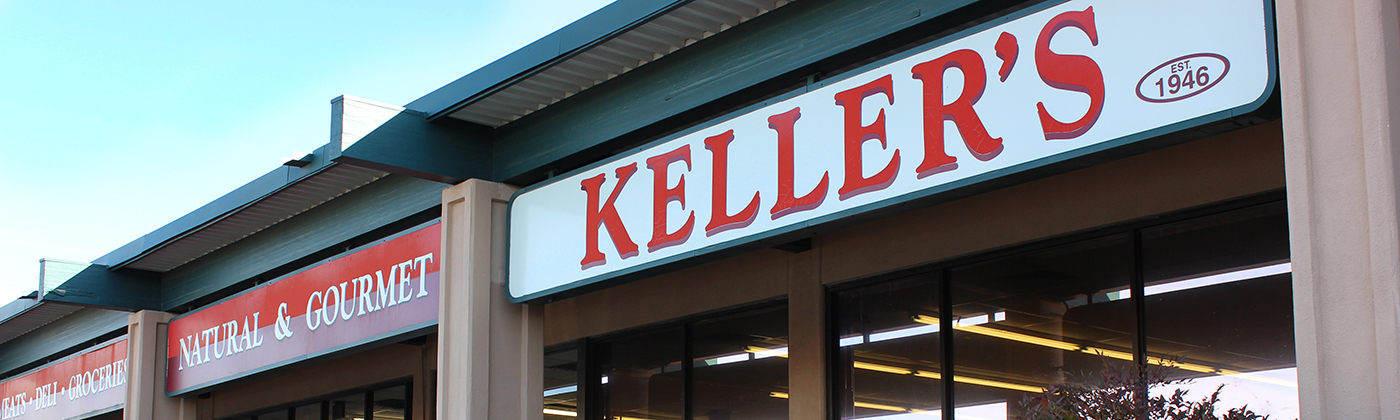 KELLER'S
EST.
1946
NATURAL & GOURMET
EATS • DELI • GROCERIES